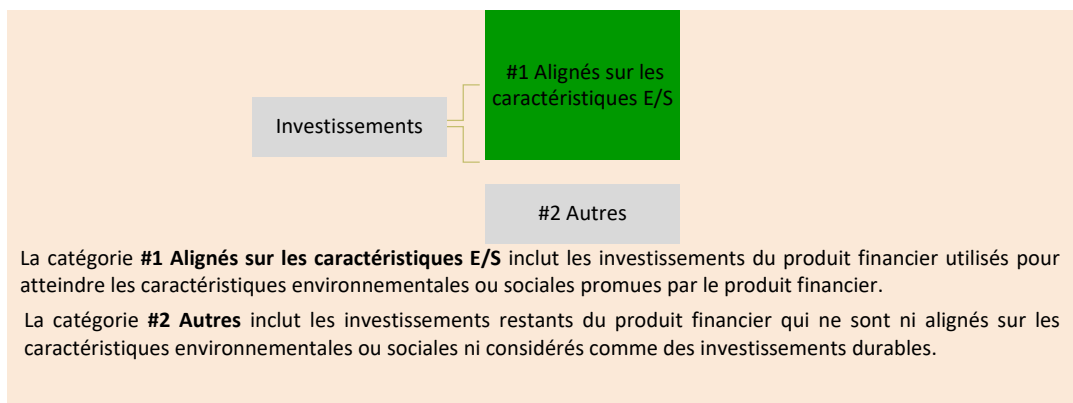 #1 Alignés sur les
caractéristiques E/S
Investissements
#2 Autres
La catégorie #1 Alignés sur les caractéristiques E/S inclut les investissements du produit financier utilisés pour
atteindre les caractéristiques environnementales ou sociales promues par le produit financier.
La catégorie #2 Autres inclut les investissements restants du produit financier qui ne sont ni alignés sur les
caractéristiques environnementales ou sociales ni considérés comme des investissements durables.